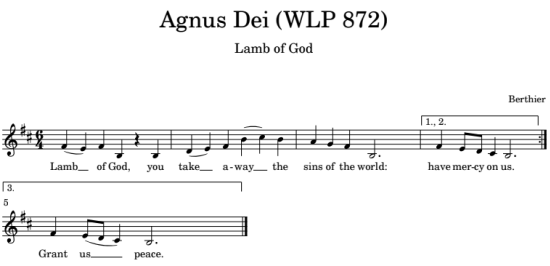 Agnus Dei (WLP 872)
Lamb of God
Berthier
1., 2.
Lamb__ of God, you take__ a-way__ the sins of the world: have mer-cy on us.
3.
5
Grant us____ peace.